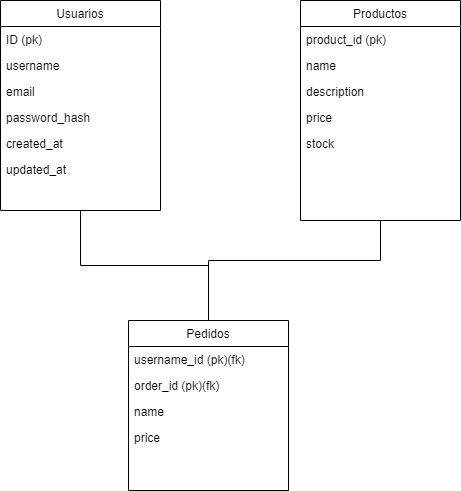 Usuarios
ID (pk)
username
email
password_hash
created_at
updated_at
Productos
product_id (pk)
name
description
price
stock
Pedidos
username_id (pk)(fk)
order_id (pk)(fk)
name
price